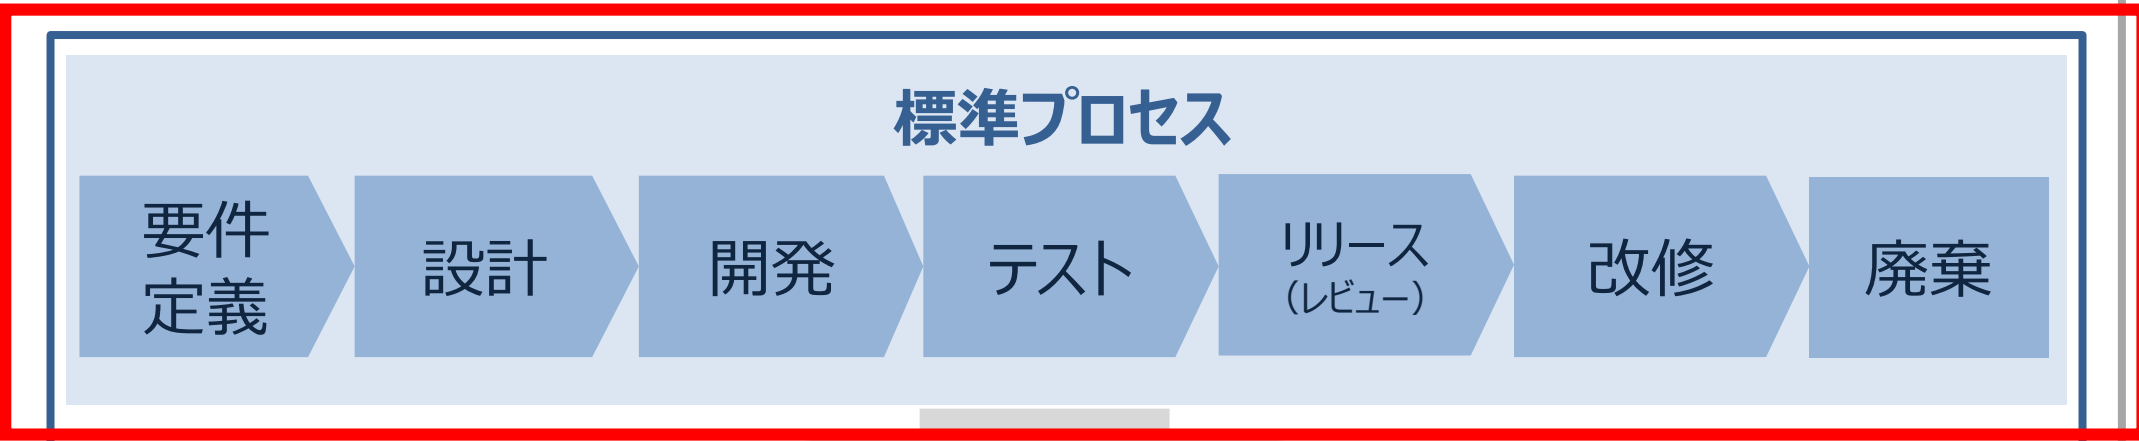 標準プロセス
要件
定義
設計
開発
テスト
リリース
（レビュー）
改修
廃棄